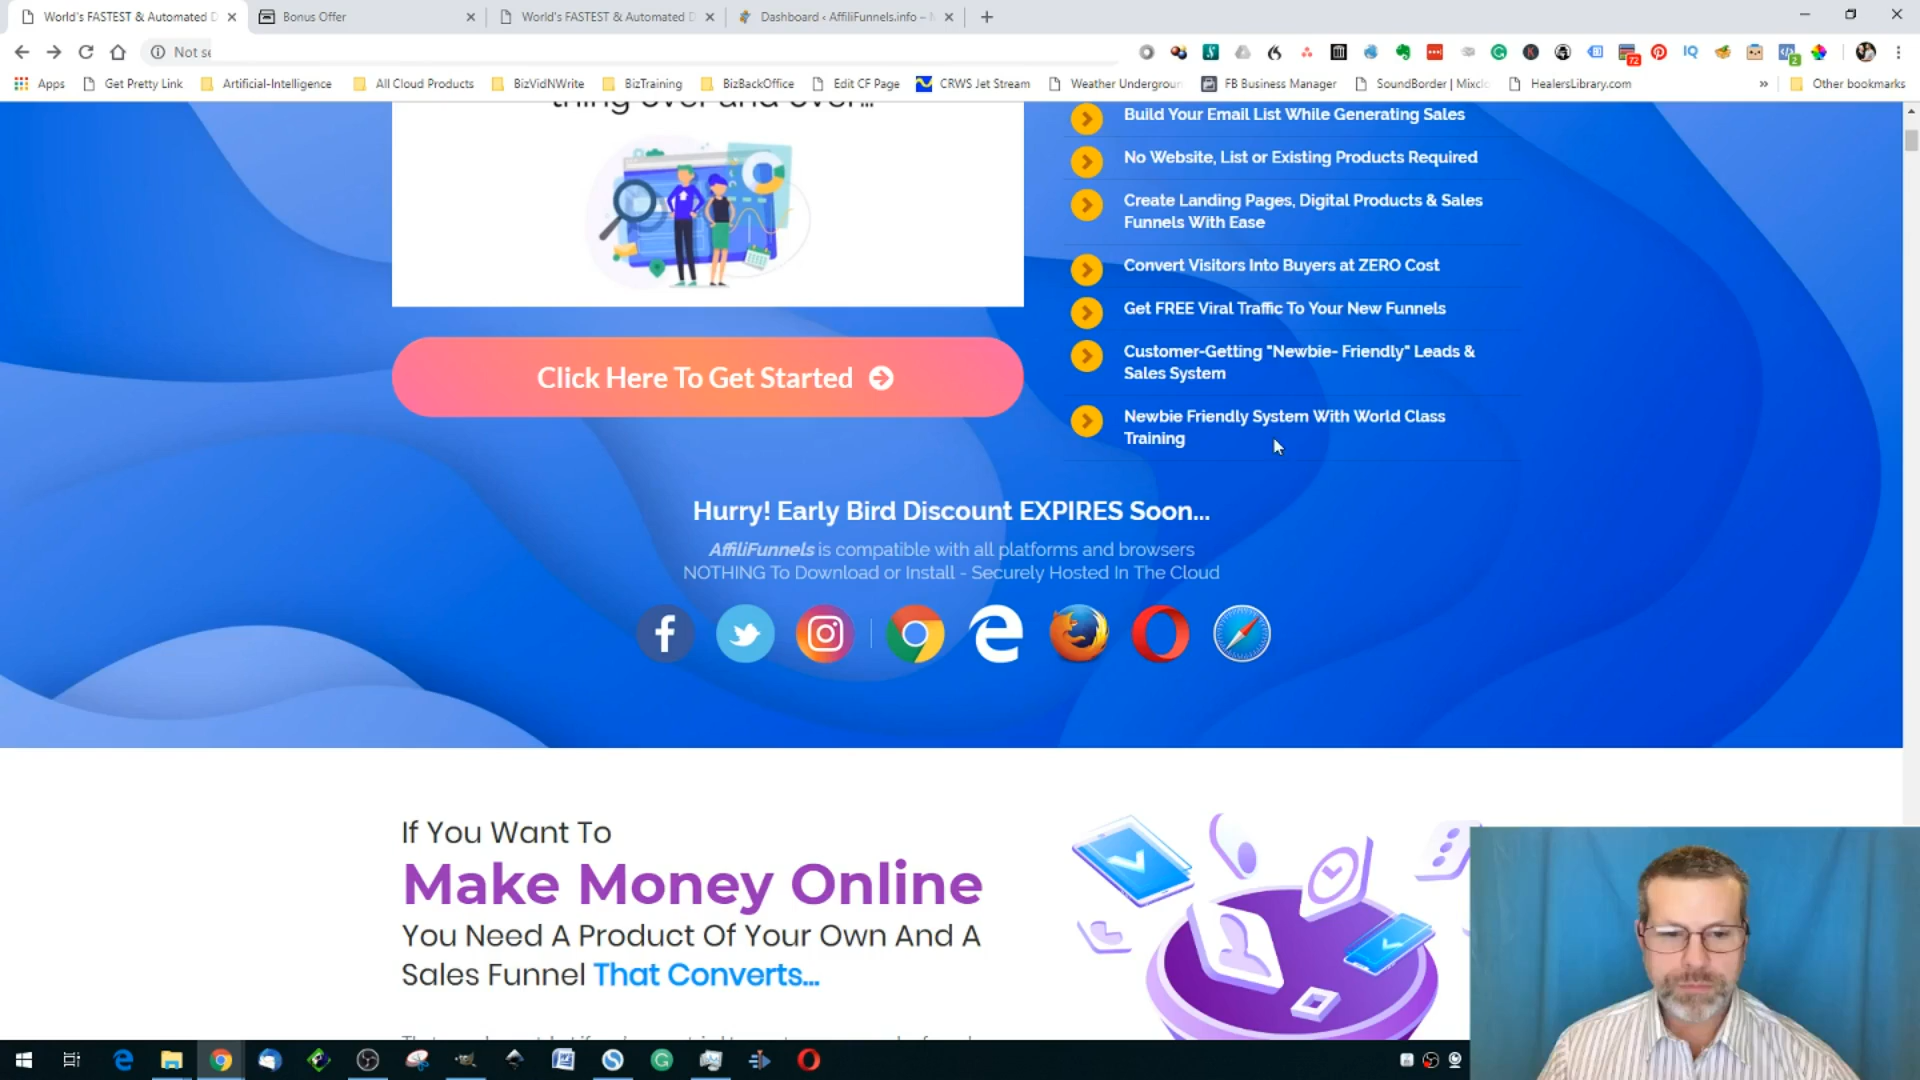 World's FASTEST & Automated D
Bonus Offer
World's FASTEST & Automated D
Dashboard ‹ AffiliFunnels.info –
Not se
Apps
Get Pretty Link
Artificial-Intelligence
All Cloud Products
BizVidNWrite
BizTraining
BizBackOffice
Edit CF Page
CRWS Jet Stream
Weather Undergroun
FB Business Manager
SoundBorder | Mixclo
HealersLibrary.com
»
Other bookmarks
thing over and over...
Click Here To Get Started
Build Your Email List While Generating Sales
No Website, List or Existing Products Required
Create Landing Pages, Digital Products & Sales
Funnels With Ease
Convert Visitors Into Buyers at ZERO Cost
Get FREE Viral Traffic To Your New Funnels
Customer-Getting "Newbie- Friendly" Leads &
Sales System
Newbie Friendly System With World Class
Training
Hurry! Early Bird Discount EXPIRES Soon...
AffiliFunnels is compatible with all platforms and browsers
NOTHING To Download or Install - Securely Hosted In The Cloud
If You Want To
Make Money Online
You Need A Product Of Your Own And A
Sales Funnel That Converts...